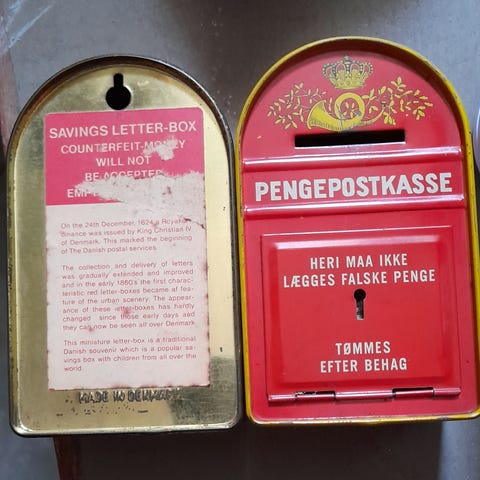 SAVINGS LETTER-BOX
COUNTERFEIT-MONEY
WILL NOT
BE ACCEPTED
On the 24th December, 1624 a Royal
dinance was issued by King Christian IV
of Denmark. This marked the beginning
of The Danish postal services.
The collection and delivery of letters
was gradually extended and improved
and in the early 1860's the first charac-
teristic red letter-boxes became a feature
of the urban scenery. The appear-
ance of these letter-boxes has hardly
changed since those early days and
they can now be seen all over Denmark
This miniature letter-box is a traditional
Danish souvenir which is a popular sa-
vings box with children from all over the
world.
MADE IN DENMARK
PENGEPOSTKASSE
HERI MAA IKKE
LÆGGES FALSKE PENGE
TØMMES
EFTER BEHAG